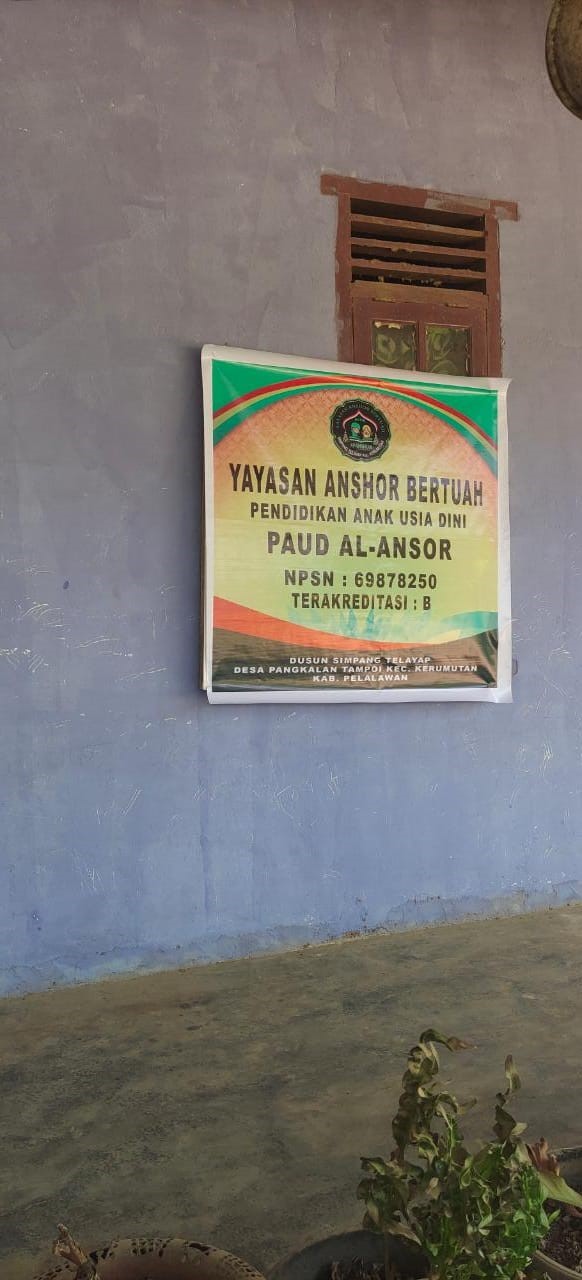 YAYASAN ANSHOR BERTUAH
PENDIDIKAN ANAK USIA DINI
PAUD AL-ANSOR
NPSN : 69878250
TERAKREDITASI : B
DUSUN SIMPANG TELAYAP
DESA PANGKALAN TAMPOI KEC. KERUMUTAN
KAB. PELALAWAN